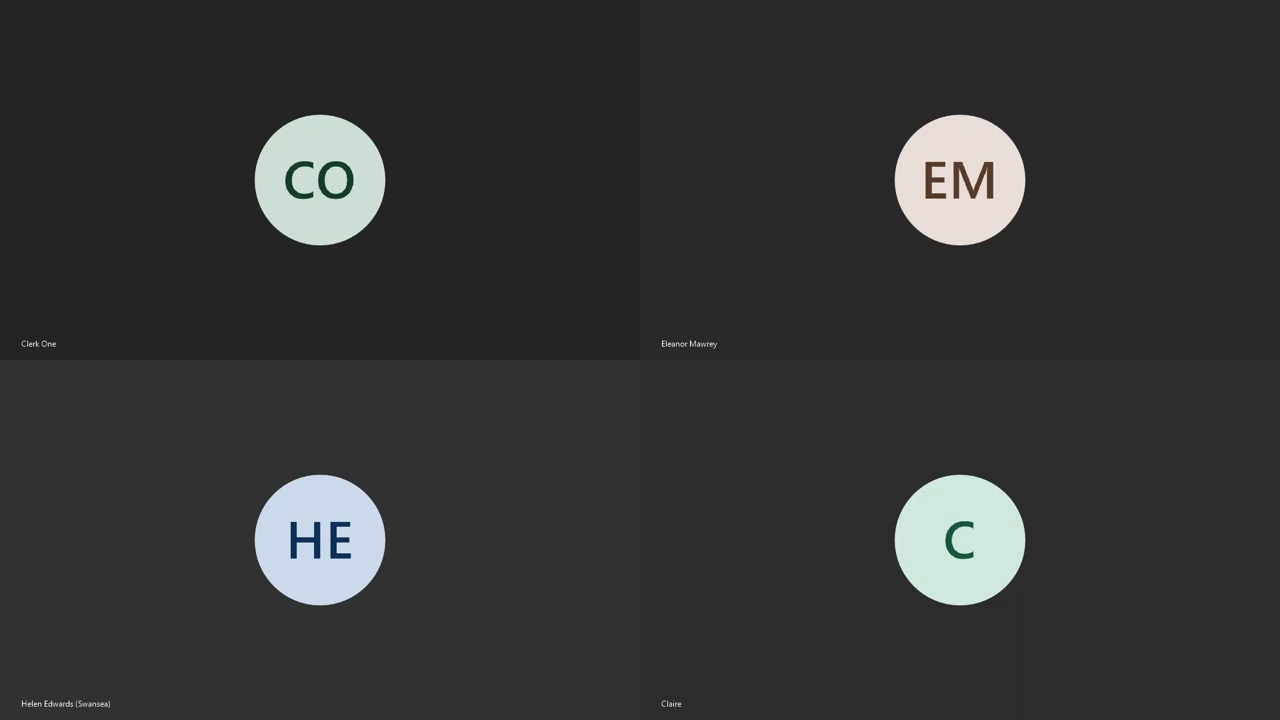 CO
Clerk One
EM
Eleanor Mawrey
HE
Helen Edwards (Swansea)
C
Claire